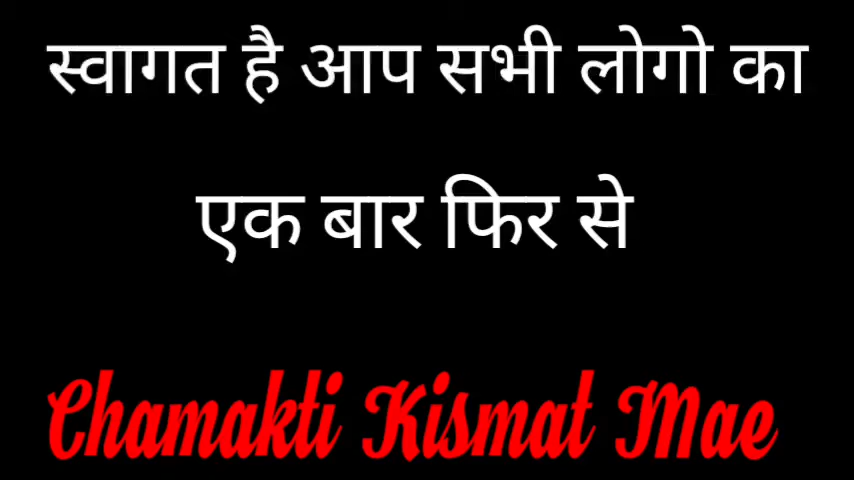 स्वागत है आप सभी लोगो का
एक बार फिर से
Chamakti Kismat Mae